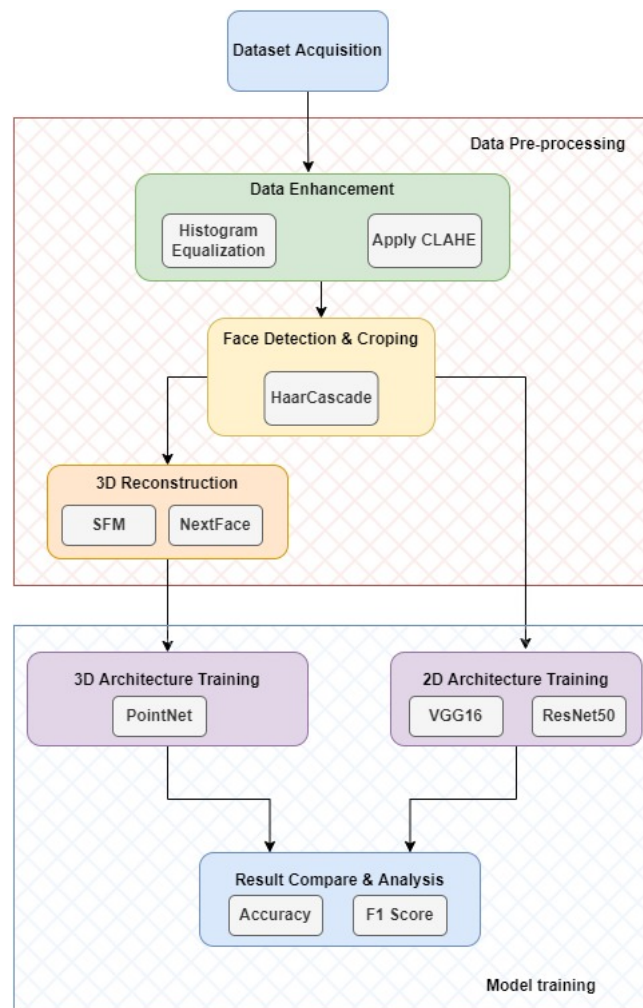 Dataset Acquisition
Data Pre-processing
Data Enhancement
Histogram
Equalization
Apply CLAHE
Face Detection & Croping
HaarCascade
3D Reconstruction
SFM
NextFace
3D Architecture Training
PointNet
2D Architecture Training
VGG16
ResNet50
Result Compare & Analysis
Accuracy
F1 Score
Model training